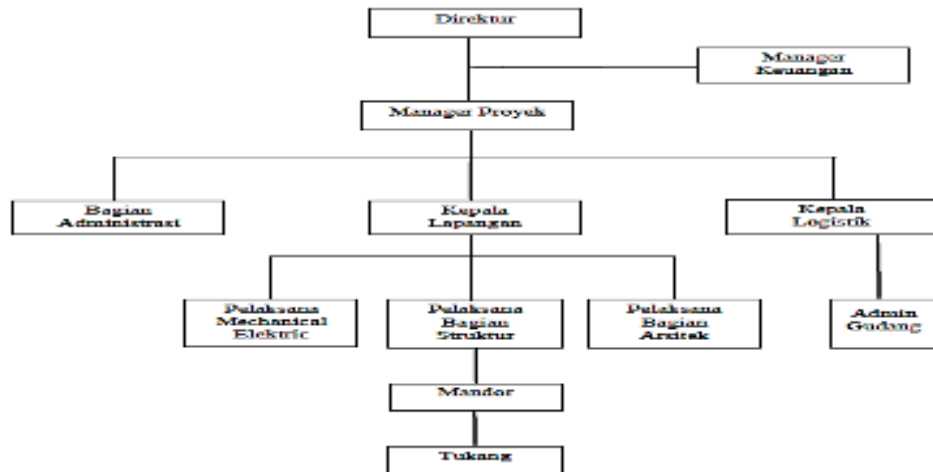 Direktur
Manager
Keuangan
Manager Proyek
Bagian
Administrasi
Kepala
Lapangan
Kepala
Logistik
Pelaksana
Mechanical
Elektric
Pelaksana
Bagian
Struktur
Pelaksana
Bagian
Arsitek
Admin
Gudang
Mandor
Tukang